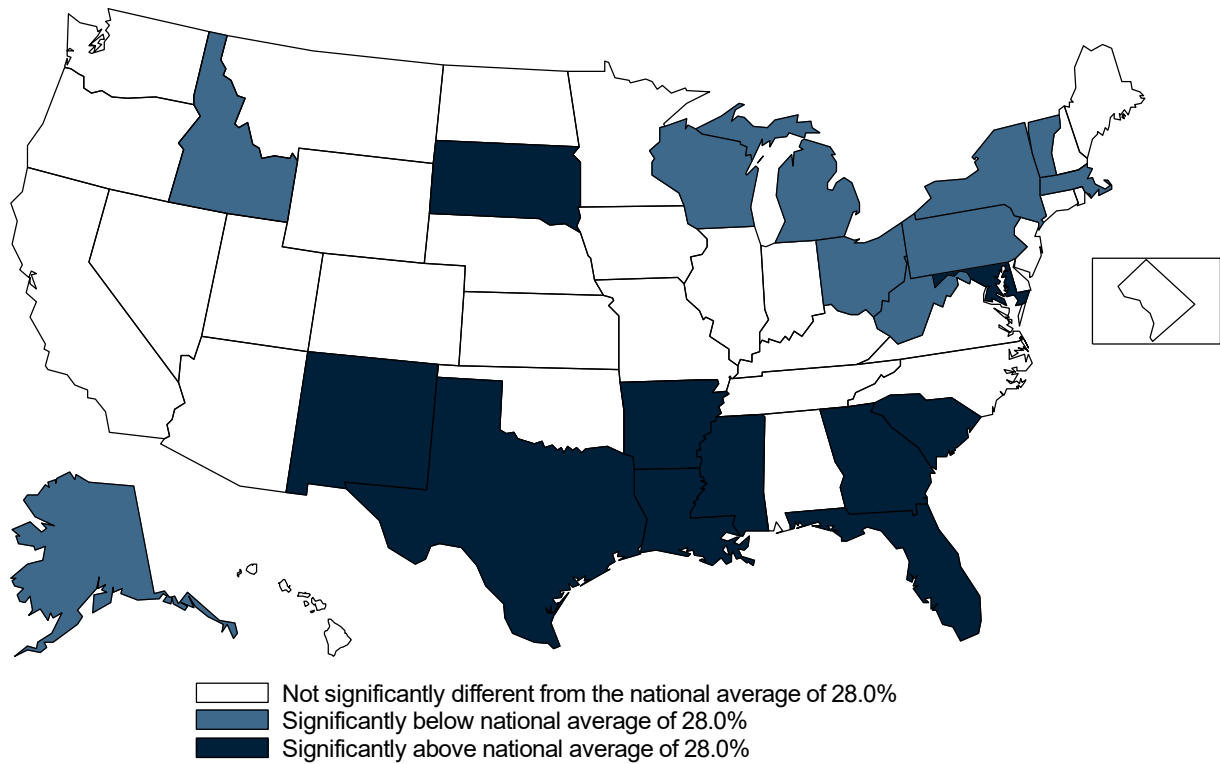 Not significantly different from the national average of 28.0%
Significantly below national average of 28.0%
Significantly above national average of 28.0%